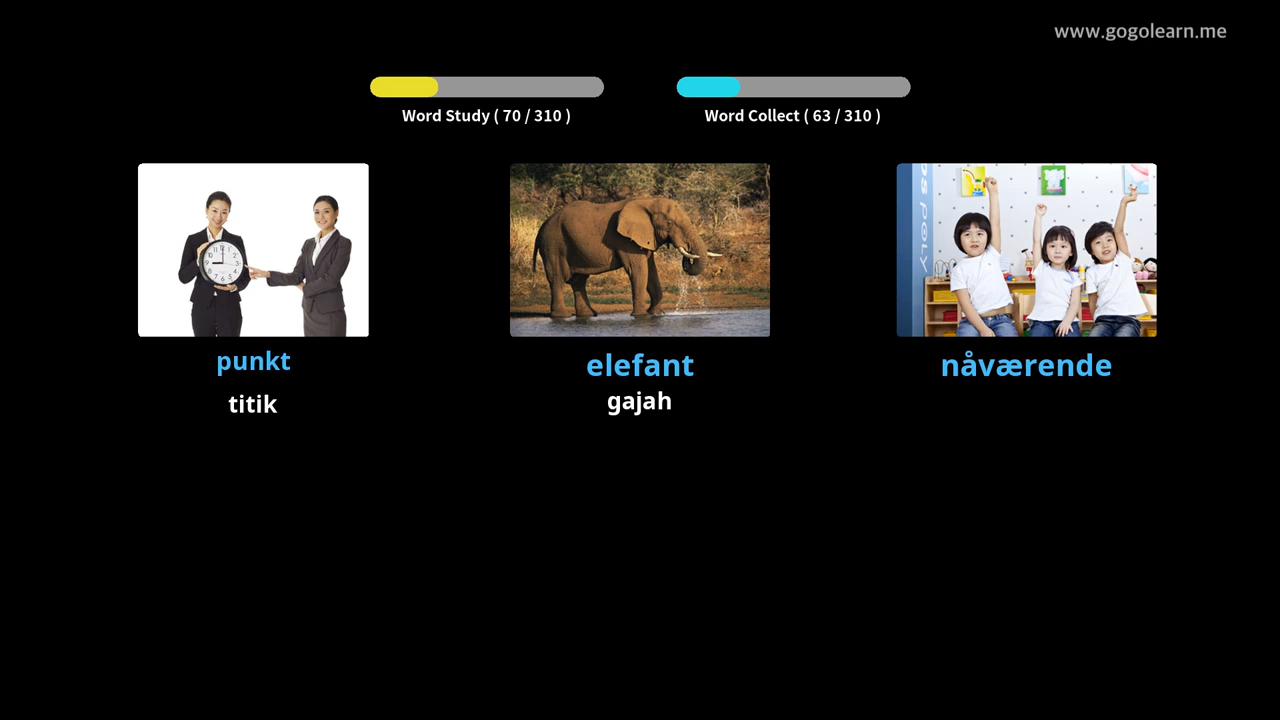 www.gogolearn.me
Word Study ( 70 / 310 )
Word Collect ( 63 / 310 )
punkt
titik
elefant
gajah
nåværende